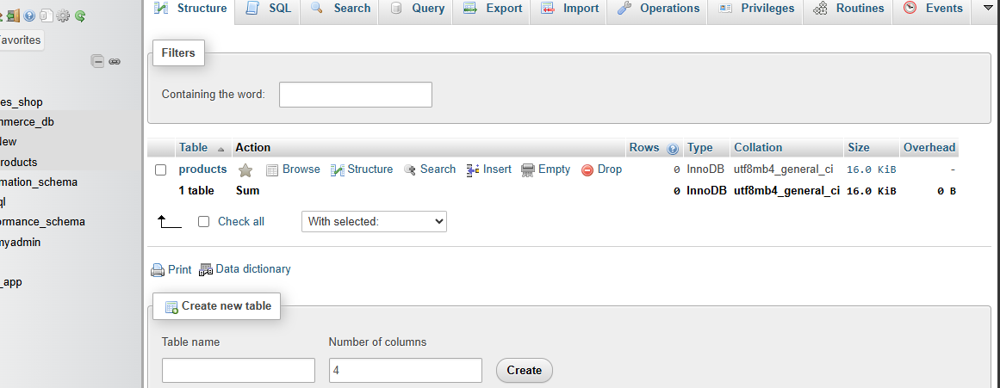 Structure SQL Search Query Export Import Operations Privileges Routines Events
avorites
Filters
Containing the word:
es_shop
mmerce_db
New
roducts
mation_schema
ql
ormance_schema
myadmin
_app
Table Action Rows Type Collation Size Overhead
products Browse Structure Search Insert Empty Drop 0 InnoDB utf8mb4_general_ci 16.0 KiB -
1 table Sum 0 InnoDB utf8mb4_general_ci 16.0 KiB 0 B
Check all With selected:
Print Data dictionary
Create new table
Table name Number of columns
4 Create